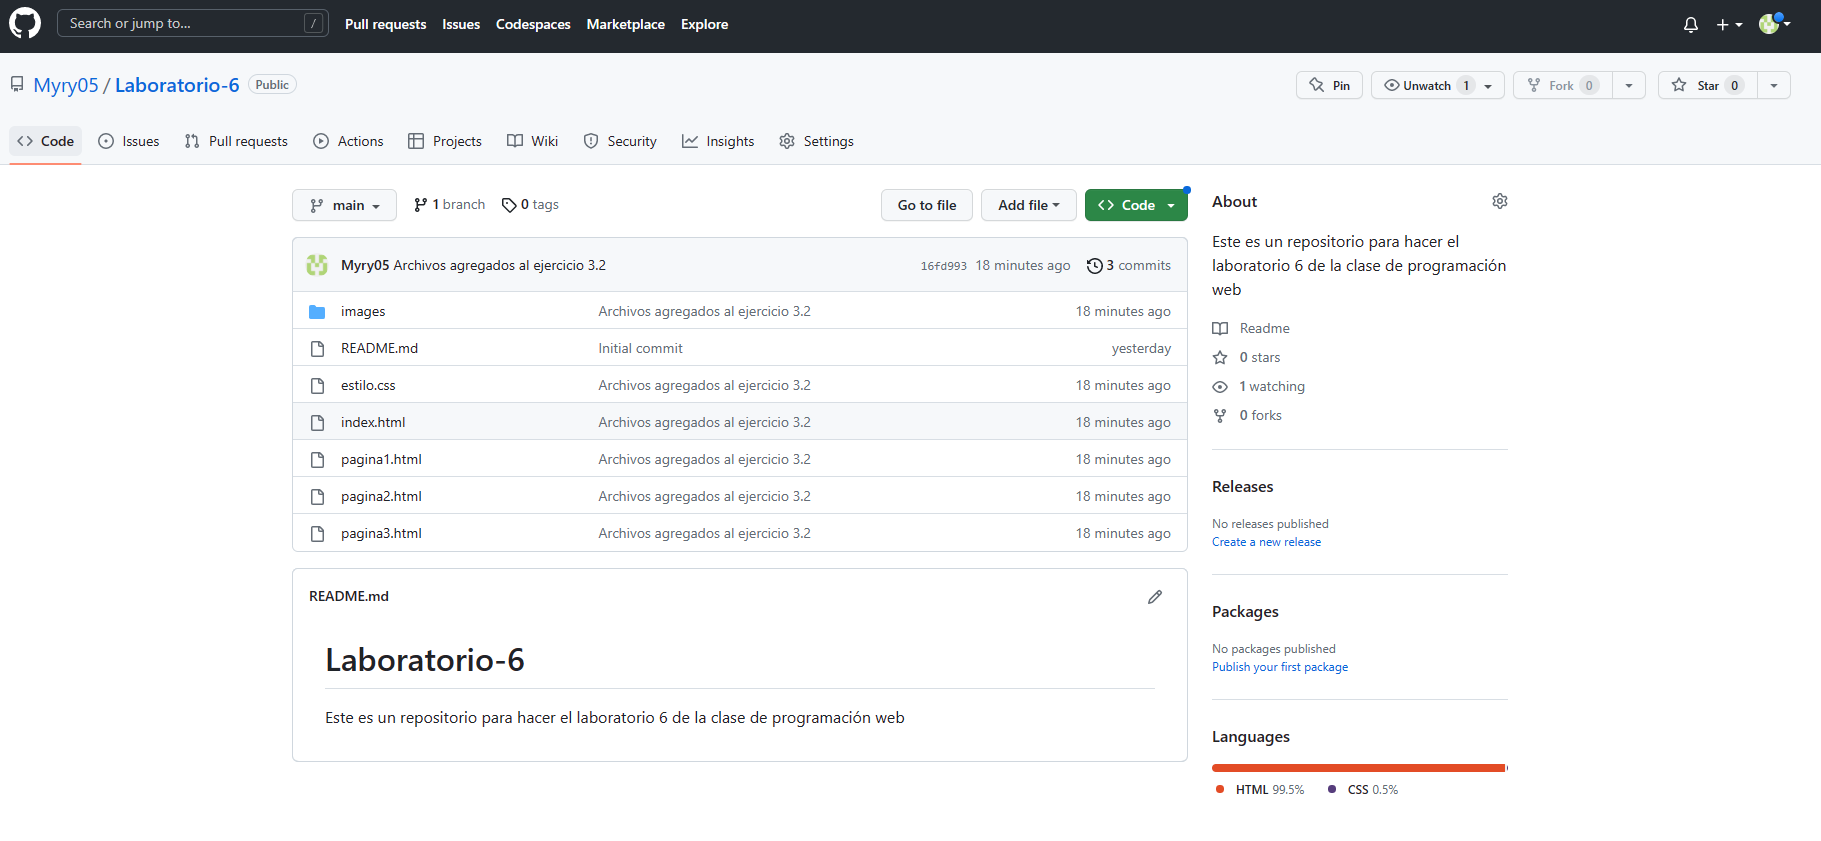 Search or jump to... /
Pull requests Issues Codespaces Marketplace Explore
Myry05 / Laboratorio-6 Public
Pin Unwatch 1 Fork 0 Star 0
Code Issues Pull requests Actions Projects Wiki Security Insights Settings
main 1 branch 0 tags Go to file Add file Code
Myry05 Archivos agregados al ejercicio 3.2 16fd993 18 minutes ago 3 commits
images Archivos agregados al ejercicio 3.2 18 minutes ago
README.md Initial commit yesterday
estilo.css Archivos agregados al ejercicio 3.2 18 minutes ago
index.html Archivos agregados al ejercicio 3.2 18 minutes ago
pagina1.html Archivos agregados al ejercicio 3.2 18 minutes ago
pagina2.html Archivos agregados al ejercicio 3.2 18 minutes ago
pagina3.html Archivos agregados al ejercicio 3.2 18 minutes ago
README.md
Laboratorio-6
Este es un repositorio para hacer el laboratorio 6 de la clase de programación web
About
Este es un repositorio para hacer el
laboratorio 6 de la clase de programación
web
Readme
0 stars
1 watching
0 forks
Releases
No releases published
Create a new release
Packages
No packages published
Publish your first package
Languages
HTML 99.5% CSS 0.5%